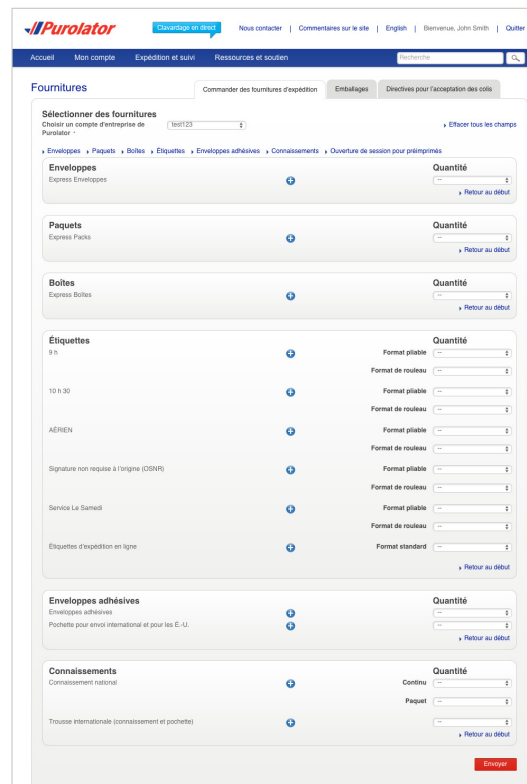 Purolator
Clavardage en direct
Nous contacter | Commentaires sur le site | English | Bienvenue, John Smith | Quitter
Accueil Mon compte Expédition et suivi Ressources et soutien Recherche
Fournitures
Commander des fournitures d'expédition Emballages Directives pour l'acceptation des colis
Sélectionner des fournitures
Choisir un compte d'entreprise de Purolator * test123 Effacer tous les champs
Enveloppes Paquets Boîtes Étiquettes Enveloppes adhésives Connaissements Ouverture de session pour préimprimés
Enveloppes Quantité
Express Enveloppes --
Retour au début
Paquets Quantité
Express Packs --
Retour au début
Boîtes Quantité
Express Boîtes --
Retour au début
Étiquettes Quantité
9 h Format pliable --
Format de rouleau --
10 h 30 Format pliable --
Format de rouleau --
AÉRIEN Format pliable --
Format de rouleau --
Signature non requise à l'origine (OSNR) Format pliable --
Format de rouleau --
Service Le Samedi Format pliable --
Format de rouleau --
Étiquettes d'expédition en ligne Format standard --
Retour au début
Enveloppes adhésives Quantité
Enveloppes adhésives --
Pochette pour envoi international et pour les É.-U. --
Retour au début
Connaissements Quantité
Connaissement national Continu --
Paquet --
Trousse internationale (connaissement et pochette) --
Retour au début
Envoyer